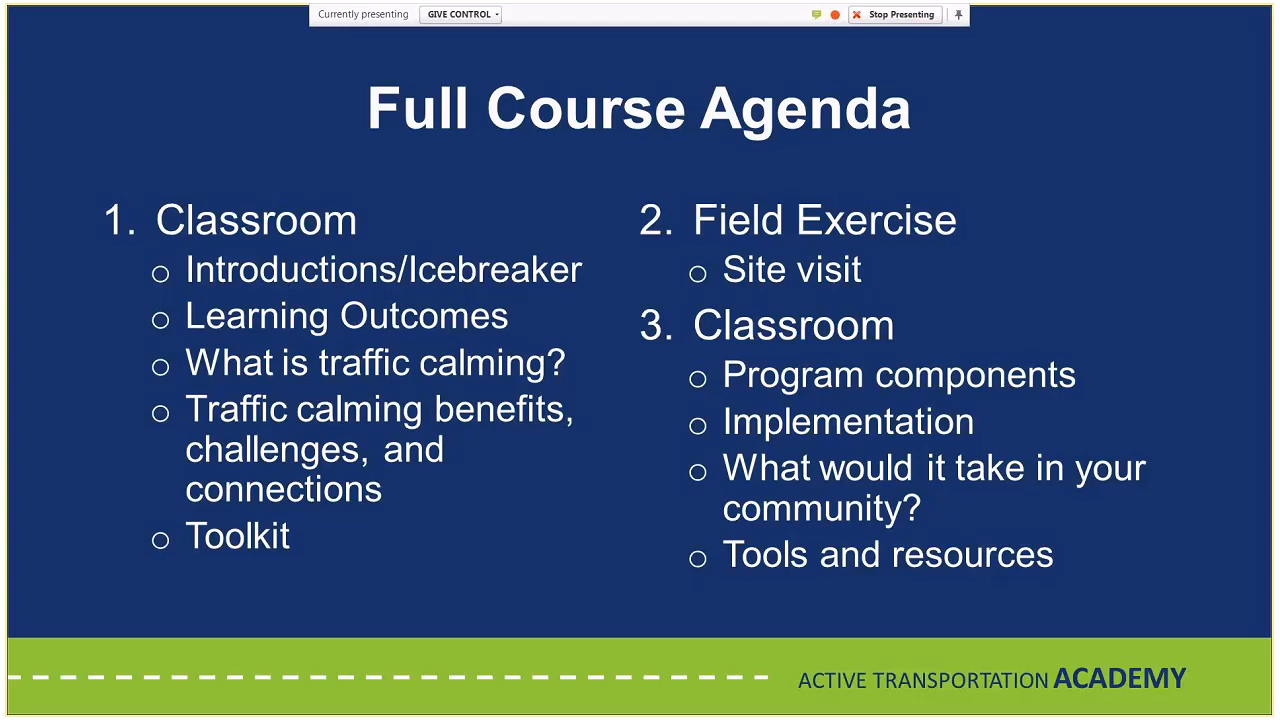 Currently presenting GIVE CONTROL Stop Presenting
Full Course Agenda
1. Classroom
o Introductions/Icebreaker
o Learning Outcomes
o What is traffic calming?
o Traffic calming benefits,
challenges, and
connections
o Toolkit
2. Field Exercise
o Site visit
3. Classroom
o Program components
o Implementation
o What would it take in your
community?
o Tools and resources
ACTIVE TRANSPORTATION ACADEMY